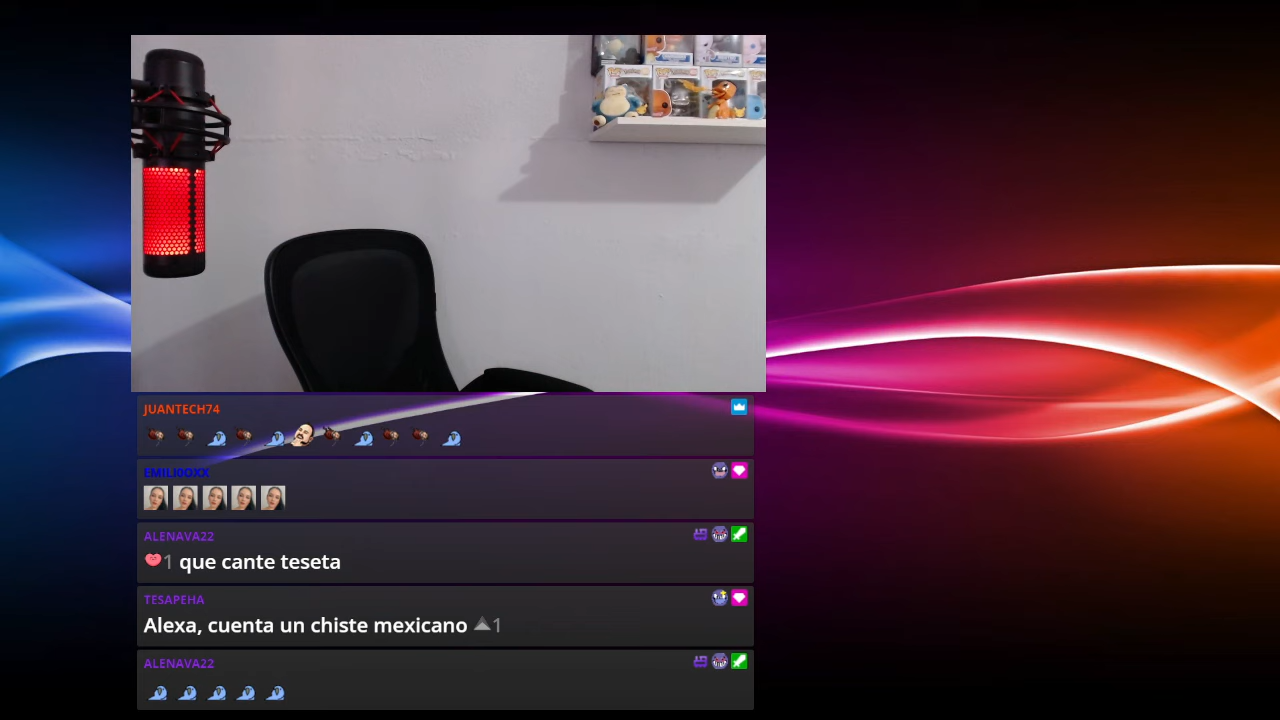 JUANTECH74
EMILI0OXX
ALENAVA22
1 que cante teseta
TESAPEHA
Alexa, cuenta un chiste mexicano 1
ALENAVA22